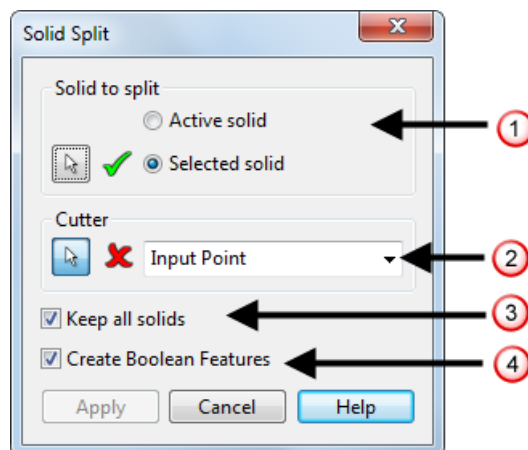 Solid Split
Solid to split
Active solid
1
Selected solid
Cutter
Input Point
2
Keep all solids
3
Create Boolean Features
4
Apply
Cancel
Help